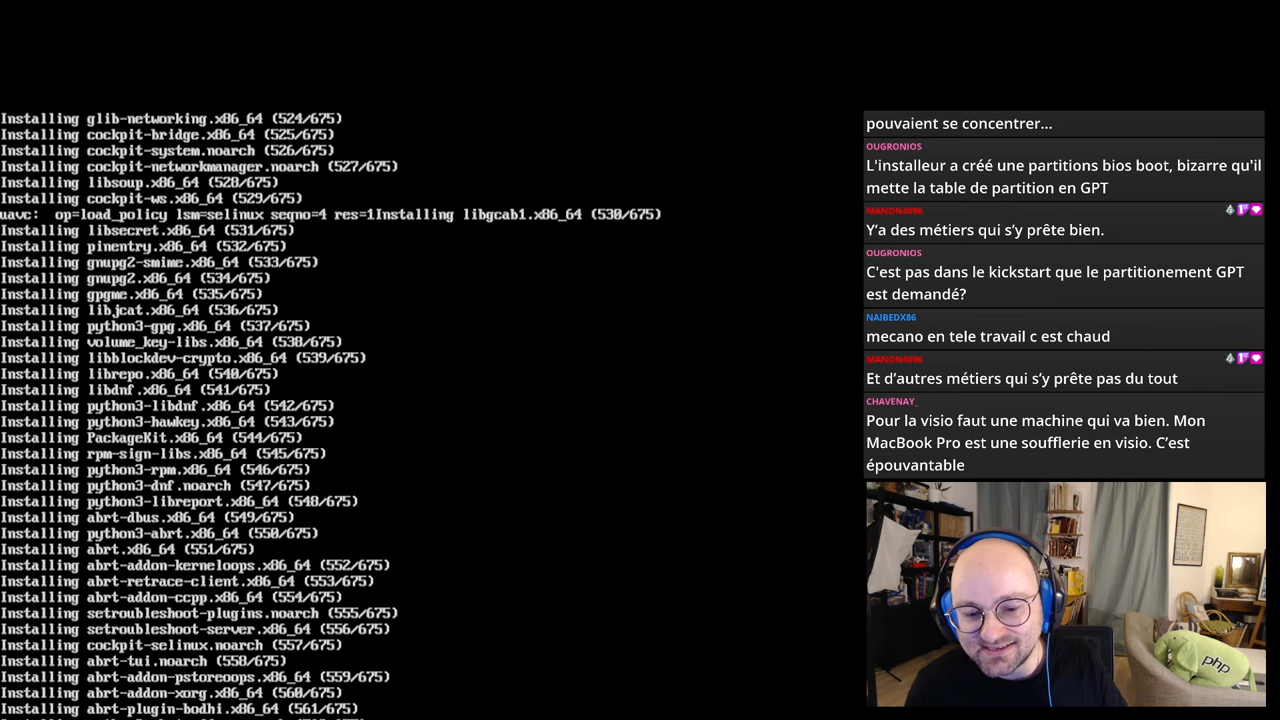 Installing glib-networking.x86_64 (524/675)
Installing cockpit-bridge.x86_64 (525/675)
Installing cockpit-system.noarch (526/675)
Installing cockpit-networkmanager.noarch (527/675)
Installing libsoup.x86_64 (528/675)
Installing cockpit-ws.x86_64 (529/675)
uavc:  op=load_policy lsm=selinux seqno=4 res=1Installing libgcab1.x86_64 (530/675)
Installing libsecret.x86_64 (531/675)
Installing pinentry.x86_64 (532/675)
Installing gnupg2-smime.x86_64 (533/675)
Installing gnupg2.x86_64 (534/675)
Installing gpgme.x86_64 (535/675)
Installing libjcat.x86_64 (536/675)
Installing python3-gpg.x86_64 (537/675)
Installing volume_key-libs.x86_64 (538/675)
Installing libblockdev-crypto.x86_64 (539/675)
Installing librepo.x86_64 (540/675)
Installing libdnf.x86_64 (541/675)
Installing python3-libdnf.x86_64 (542/675)
Installing python3-hawkey.x86_64 (543/675)
Installing PackageKit.x86_64 (544/675)
Installing rpm-sign-libs.x86_64 (545/675)
Installing python3-rpm.x86_64 (546/675)
Installing python3-dnf.noarch (547/675)
Installing python3-libreport.x86_64 (548/675)
Installing abrt-dbus.x86_64 (549/675)
Installing python3-abrt.x86_64 (550/675)
Installing abrt.x86_64 (551/675)
Installing abrt-addon-kerneloops.x86_64 (552/675)
Installing abrt-retrace-client.x86_64 (553/675)
Installing abrt-addon-ccpp.x86_64 (554/675)
Installing setroubleshoot-plugins.noarch (555/675)
Installing setroubleshoot-server.x86_64 (556/675)
Installing cockpit-selinux.noarch (557/675)
Installing abrt-tui.noarch (558/675)
Installing abrt-addon-pstoreoops.x86_64 (559/675)
Installing abrt-addon-xorg.x86_64 (560/675)
Installing abrt-plugin-bodhi.x86_64 (561/675)
pouvaient se concentrer...
OUGRONIOS
L'installeur a créé une partitions bios boot, bizarre qu'il
mette la table de partition en GPT
MANON4896
Y'a des métiers qui s'y prête bien.
OUGRONIOS
C'est pas dans le kickstart que le partitionement GPT
est demandé?
NAIBEDX86
mecano en tele travail c est chaud
MANON4896
Et d'autres métiers qui s'y prête pas du tout
CHAVENAY_
Pour la visio faut une machine qui va bien. Mon
MacBook Pro est une soufflerie en visio. C'est
épouvantable
php